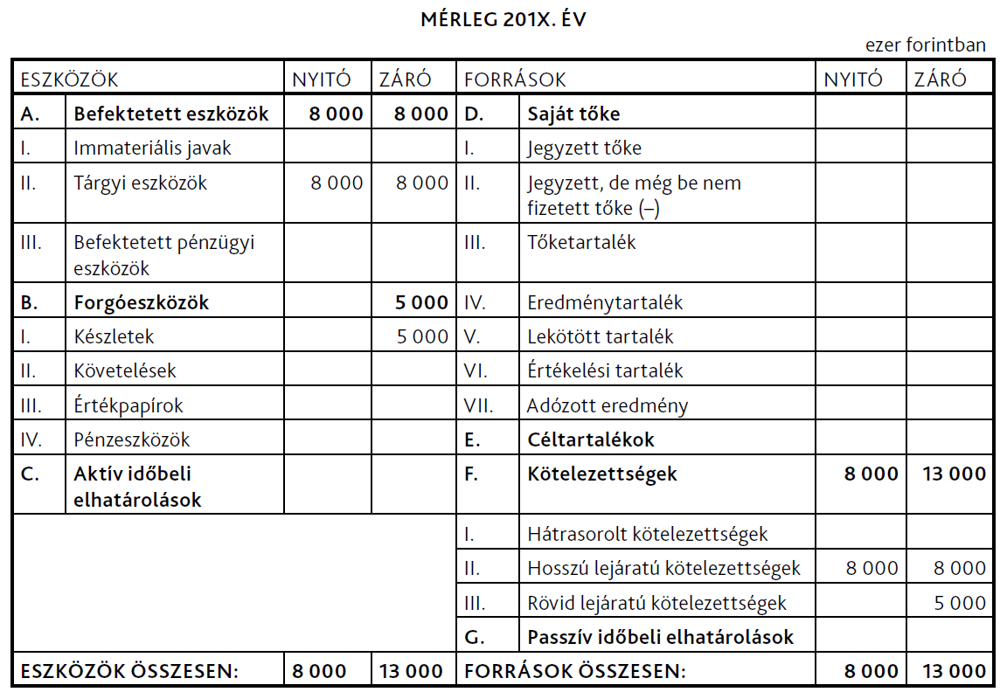 MÉRLEG 201X. ÉV
ezer forintban
ESZKÖZÖK NYITÓ ZÁRÓ FORRÁSOK NYITÓ ZÁRÓ
A. Befektetett eszközök 8 000 8 000 D. Saját tőke
I. Immateriális javak I. Jegyzett tőke
II. Tárgyi eszközök 8 000 8 000 II. Jegyzett, de még be nem
fizetett tőke (–)
III. Befektetett pénzügyi III. Tőketartalék
eszközök
B. Forgóeszközök 5 000 IV. Eredménytartalék
I. Készletek 5 000 V. Lekötött tartalék
II. Követelések VI. Értékelési tartalék
III. Értékpapírok VII. Adózott eredmény
IV. Pénzeszközök E. Céltartalékok
C. Aktív időbeli F. Kötelezettségek 8 000 13 000
elhatárolások
I. Hátrasorolt kötelezettségek
II. Hosszú lejáratú kötelezettségek 8 000 8 000
III. Rövid lejáratú kötelezettségek 5 000
G. Passzív időbeli elhatárolások
ESZKÖZÖK ÖSSZESEN: 8 000 13 000 FORRÁSOK ÖSSZESEN: 8 000 13 000